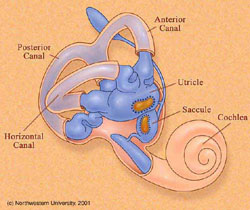 Anterior
Canal
Posterior
Canal
Utricle
Saccule
Cochlea
Horizontal
Canal
(c) Northwestern University, 2001